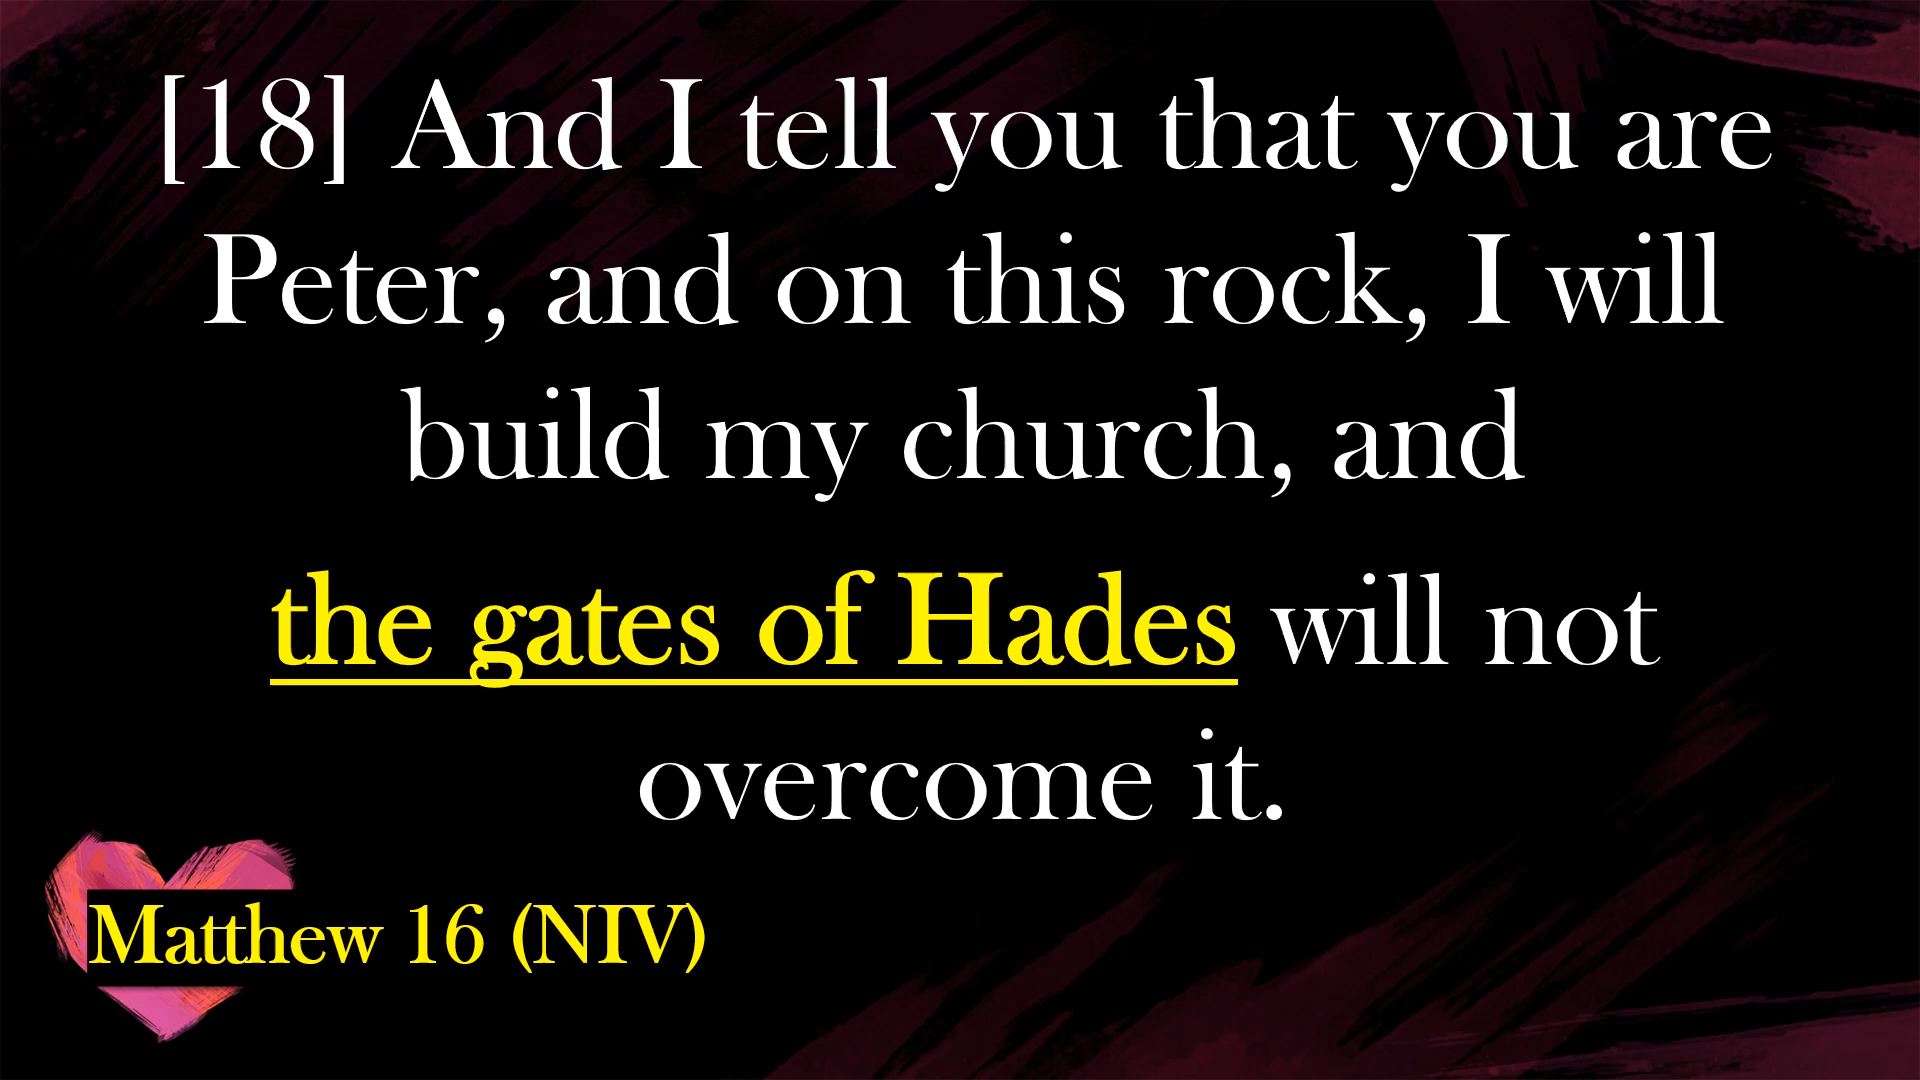 [18] And I tell you that you are
Peter, and on this rock, I will
build my church, and
the gates of Hades will not
overcome it.
Matthew 16 (NIV)